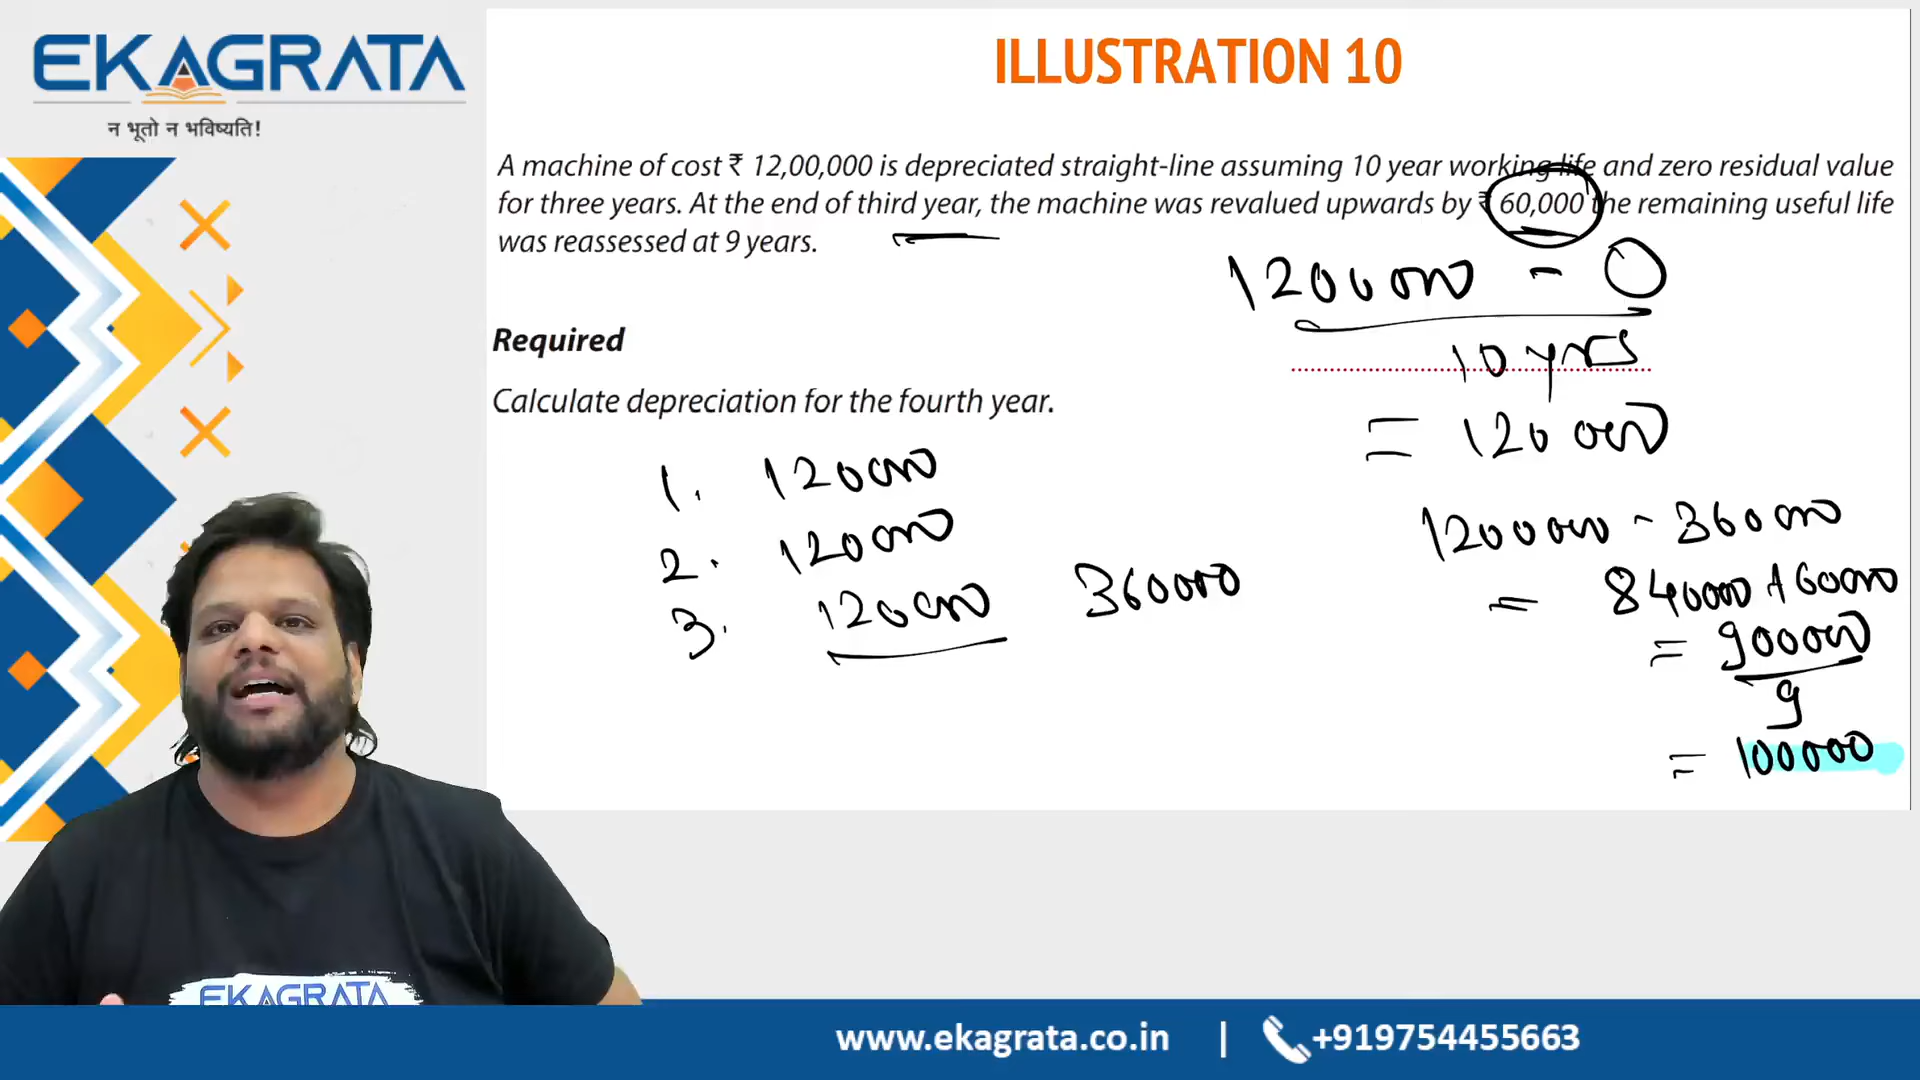 EKAGRATA
न भूतो न भविष्यति!
ILLUSTRATION 10
A machine of cost ₹ 12,00,000 is depreciated straight-line assuming 10 year working life and zero residual value
for three years. At the end of third year, the machine was revalued upwards by ₹ 60,000 the remaining useful life
was reassessed at 9 years.
1200000 - 0
10 yrs
= 120000
Required
Calculate depreciation for the fourth year.
1. 120000
2. 120000
3. 120000 360000
1200000 - 360000
= 840000 + 60000
= 900000
9
= 100000
EKAGRATA
www.ekagrata.co.in | +919754455663